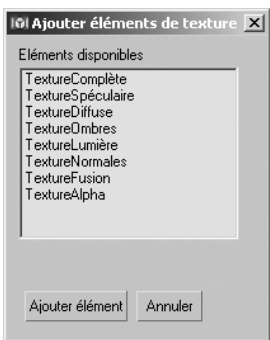 Ajouter éléments de texture
Eléments disponibles
TextureComplète
TextureSpéculaire
TextureDiffuse
TextureOmbres
TextureLumière
TextureNormales
TextureFusion
TextureAlpha
Ajouter élément Annuler